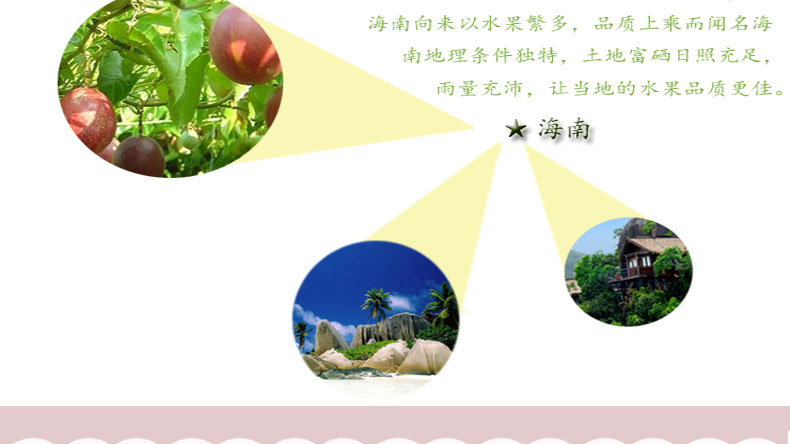 海南向来以水果繁多，品质上乘而闻名海
南地理条件独特，土地富硒日照充足，
雨量充沛，让当地的水果品质更佳。
★海南